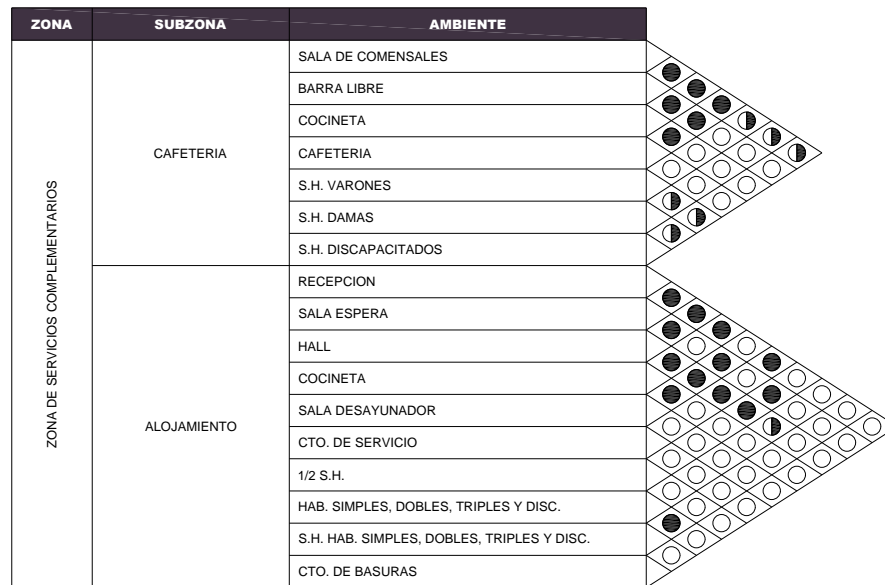 ZONA SUBZONA AMBIENTE
ZONA DE SERVICIOS COMPLEMENTARIOS
CAFETERIA
SALA DE COMENSALES
BARRA LIBRE
COCINETA
CAFETERIA
S.H. VARONES
S.H. DAMAS
S.H. DISCAPACITADOS
ALOJAMIENTO
RECEPCION
SALA ESPERA
HALL
COCINETA
SALA DESAYUNADOR
CTO. DE SERVICIO
1/2 S.H.
HAB. SIMPLES, DOBLES, TRIPLES Y DISC.
S.H. HAB. SIMPLES, DOBLES, TRIPLES Y DISC.
CTO. DE BASURAS